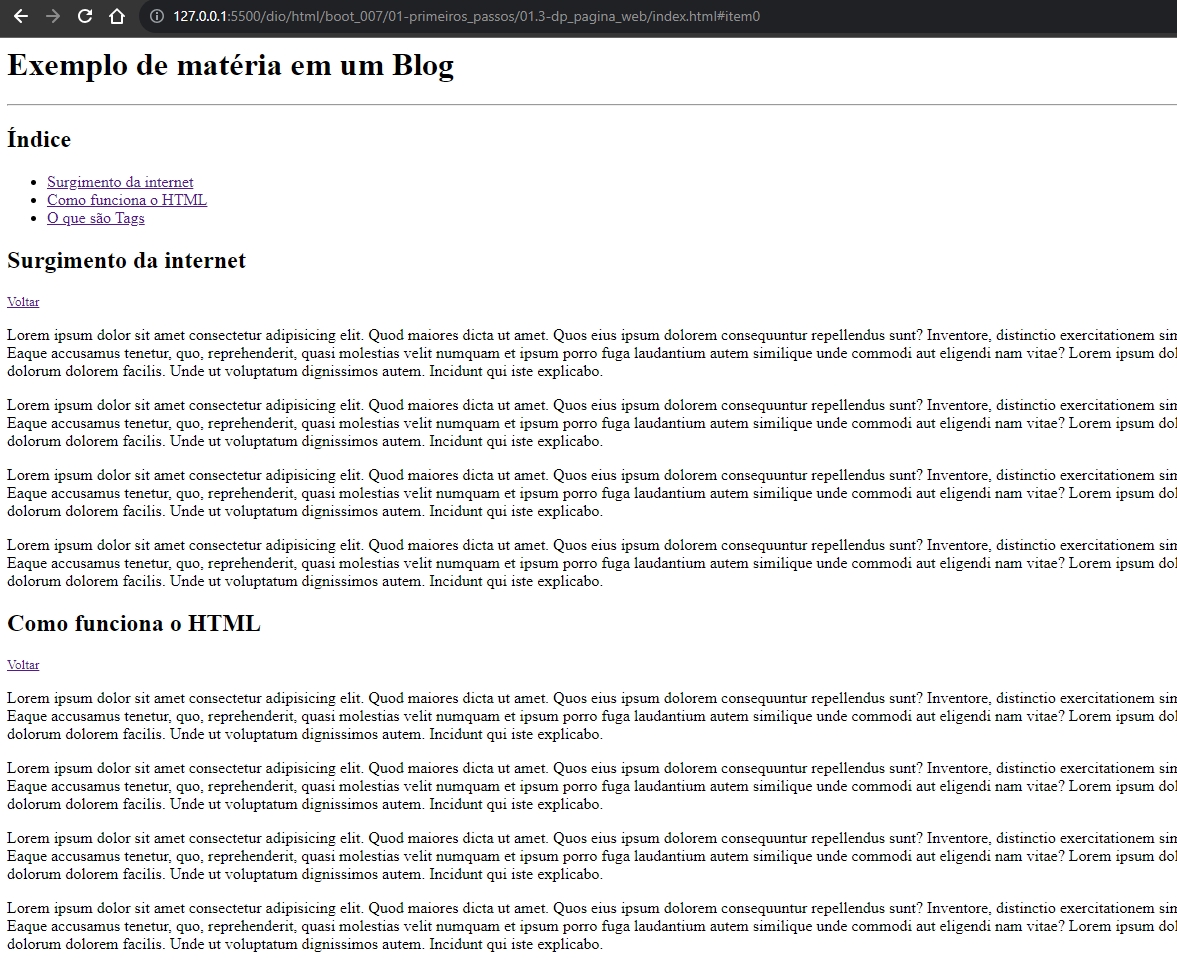 127.0.0.1:5500/dio/html/boot_007/01-primeiros_passos/01.3-dp_pagina_web/index.html#item0
Exemplo de matéria em um Blog
Índice
Surgimento da internet
Como funciona o HTML
O que são Tags
Surgimento da internet
Voltar
Lorem ipsum dolor sit amet consectetur adipisicing elit. Quod maiores dicta ut amet. Quos eius ipsum dolorem consequuntur repellendus sunt? Inventore, distinctio exercitationem sin
Eaque accusamus tenetur, quo, reprehenderit, quasi molestias velit numquam et ipsum porro fuga laudantium autem similique unde commodi aut eligendi nam vitae? Lorem ipsum dol
dolorum dolorem facilis. Unde ut voluptatum dignissimos autem. Incidunt qui iste explicabo.
Lorem ipsum dolor sit amet consectetur adipisicing elit. Quod maiores dicta ut amet. Quos eius ipsum dolorem consequuntur repellendus sunt? Inventore, distinctio exercitationem sin
Eaque accusamus tenetur, quo, reprehenderit, quasi molestias velit numquam et ipsum porro fuga laudantium autem similique unde commodi aut eligendi nam vitae? Lorem ipsum dol
dolorum dolorem facilis. Unde ut voluptatum dignissimos autem. Incidunt qui iste explicabo.
Lorem ipsum dolor sit amet consectetur adipisicing elit. Quod maiores dicta ut amet. Quos eius ipsum dolorem consequuntur repellendus sunt? Inventore, distinctio exercitationem sin
Eaque accusamus tenetur, quo, reprehenderit, quasi molestias velit numquam et ipsum porro fuga laudantium autem similique unde commodi aut eligendi nam vitae? Lorem ipsum dol
dolorum dolorem facilis. Unde ut voluptatum dignissimos autem. Incidunt qui iste explicabo.
Lorem ipsum dolor sit amet consectetur adipisicing elit. Quod maiores dicta ut amet. Quos eius ipsum dolorem consequuntur repellendus sunt? Inventore, distinctio exercitationem sin
Eaque accusamus tenetur, quo, reprehenderit, quasi molestias velit numquam et ipsum porro fuga laudantium autem similique unde commodi aut eligendi nam vitae? Lorem ipsum dol
dolorum dolorem facilis. Unde ut voluptatum dignissimos autem. Incidunt qui iste explicabo.
Como funciona o HTML
Voltar
Lorem ipsum dolor sit amet consectetur adipisicing elit. Quod maiores dicta ut amet. Quos eius ipsum dolorem consequuntur repellendus sunt? Inventore, distinctio exercitationem sin
Eaque accusamus tenetur, quo, reprehenderit, quasi molestias velit numquam et ipsum porro fuga laudantium autem similique unde commodi aut eligendi nam vitae? Lorem ipsum dol
dolorum dolorem facilis. Unde ut voluptatum dignissimos autem. Incidunt qui iste explicabo.
Lorem ipsum dolor sit amet consectetur adipisicing elit. Quod maiores dicta ut amet. Quos eius ipsum dolorem consequuntur repellendus sunt? Inventore, distinctio exercitationem sin
Eaque accusamus tenetur, quo, reprehenderit, quasi molestias velit numquam et ipsum porro fuga laudantium autem similique unde commodi aut eligendi nam vitae? Lorem ipsum dol
dolorum dolorem facilis. Unde ut voluptatum dignissimos autem. Incidunt qui iste explicabo.
Lorem ipsum dolor sit amet consectetur adipisicing elit. Quod maiores dicta ut amet. Quos eius ipsum dolorem consequuntur repellendus sunt? Inventore, distinctio exercitationem sin
Eaque accusamus tenetur, quo, reprehenderit, quasi molestias velit numquam et ipsum porro fuga laudantium autem similique unde commodi aut eligendi nam vitae? Lorem ipsum dol
dolorum dolorem facilis. Unde ut voluptatum dignissimos autem. Incidunt qui iste explicabo.
Lorem ipsum dolor sit amet consectetur adipisicing elit. Quod maiores dicta ut amet. Quos eius ipsum dolorem consequuntur repellendus sunt? Inventore, distinctio exercitationem sin
Eaque accusamus tenetur, quo, reprehenderit, quasi molestias velit numquam et ipsum porro fuga laudantium autem similique unde commodi aut eligendi nam vitae? Lorem ipsum dol
dolorum dolorem facilis. Unde ut voluptatum dignissimos autem. Incidunt qui iste explicabo.